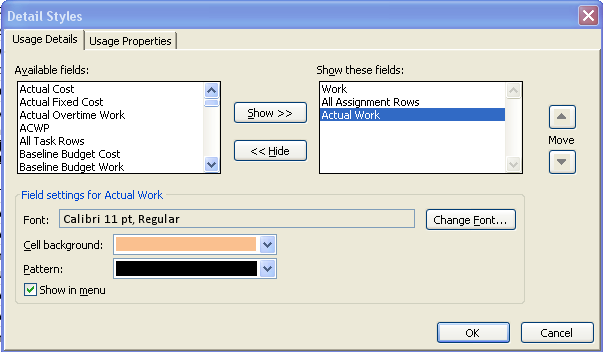 Detail Styles
Usage Details
Usage Properties
Available fields:
Actual Cost
Actual Fixed Cost
Actual Overtime Work
ACWP
All Task Rows
Baseline Budget Cost
Baseline Budget Work
Show >>
<< Hide
Show these fields:
Work
All Assignment Rows
Actual Work
Move
Field settings for Actual Work
Font: Calibri 11 pt, Regular
Change Font...
Cell background:
Pattern:
Show in menu
OK
Cancel